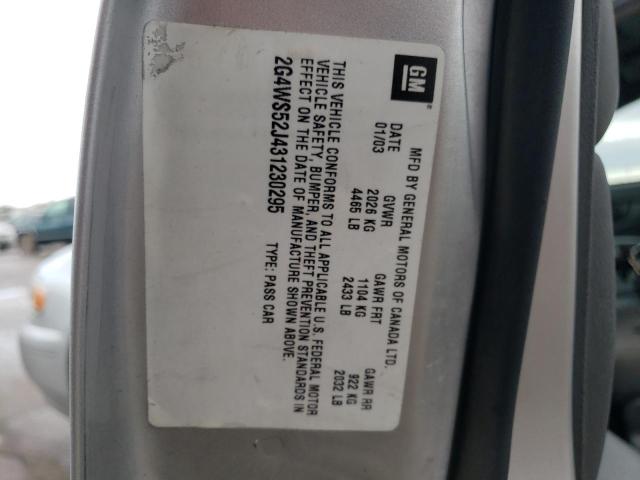 GM®
MFD BY GENERAL MOTORS OF CANADA LTD.
DATE GVWR GAWR FRT GAWR RR
01/03 2026 KG 1104 KG 922 KG
4465 LB 2433 LB 2032 LB
THIS VEHICLE CONFORMS TO ALL APPLICABLE U.S. FEDERAL MOTOR
VEHICLE SAFETY, BUMPER, AND THEFT PREVENTION STANDARDS IN
EFFECT ON THE DATE OF MANUFACTURE SHOWN ABOVE.
2G4WS52J431230295 TYPE: PASS CAR